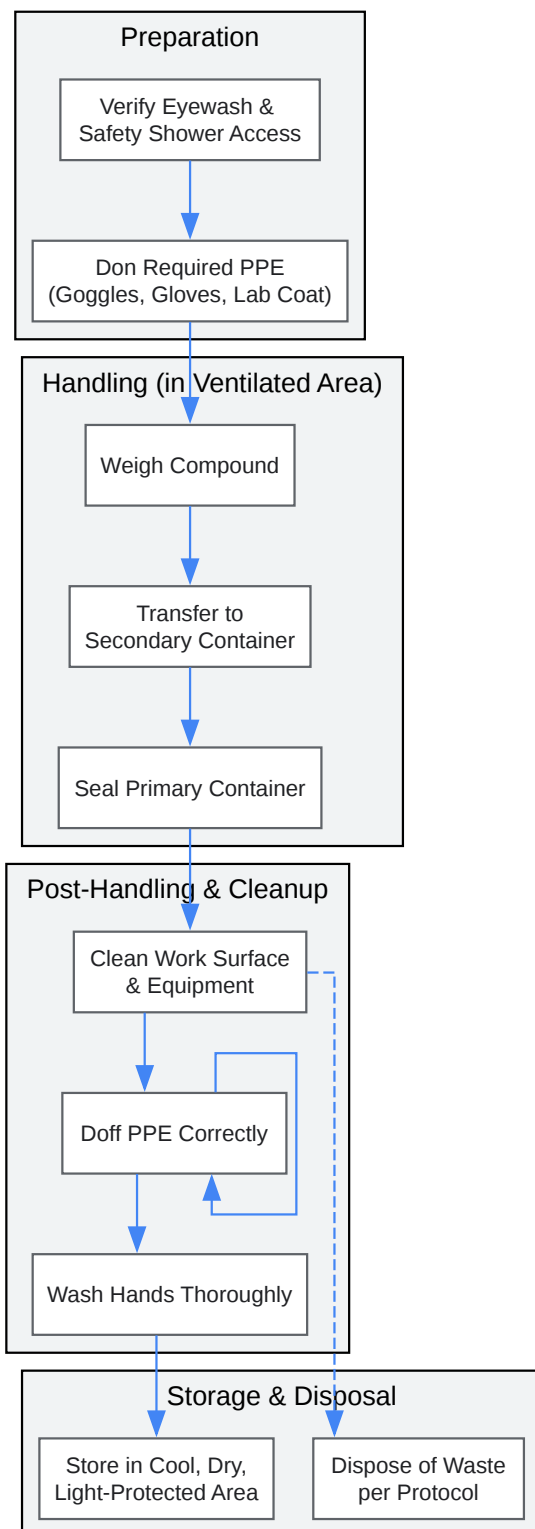 Preparation
Verify Eyewash &
Safety Shower Access
Don Required PPE
(Goggles, Gloves, Lab Coat)
Handling (in Ventilated Area)
Weigh Compound
Transfer to
Secondary Container
Seal Primary Container
Post-Handling & Cleanup
Clean Work Surface
& Equipment
Doff PPE Correctly
Wash Hands Thoroughly
Storage & Disposal
Store in Cool, Dry,
Light-Protected Area
Dispose of Waste
per Protocol